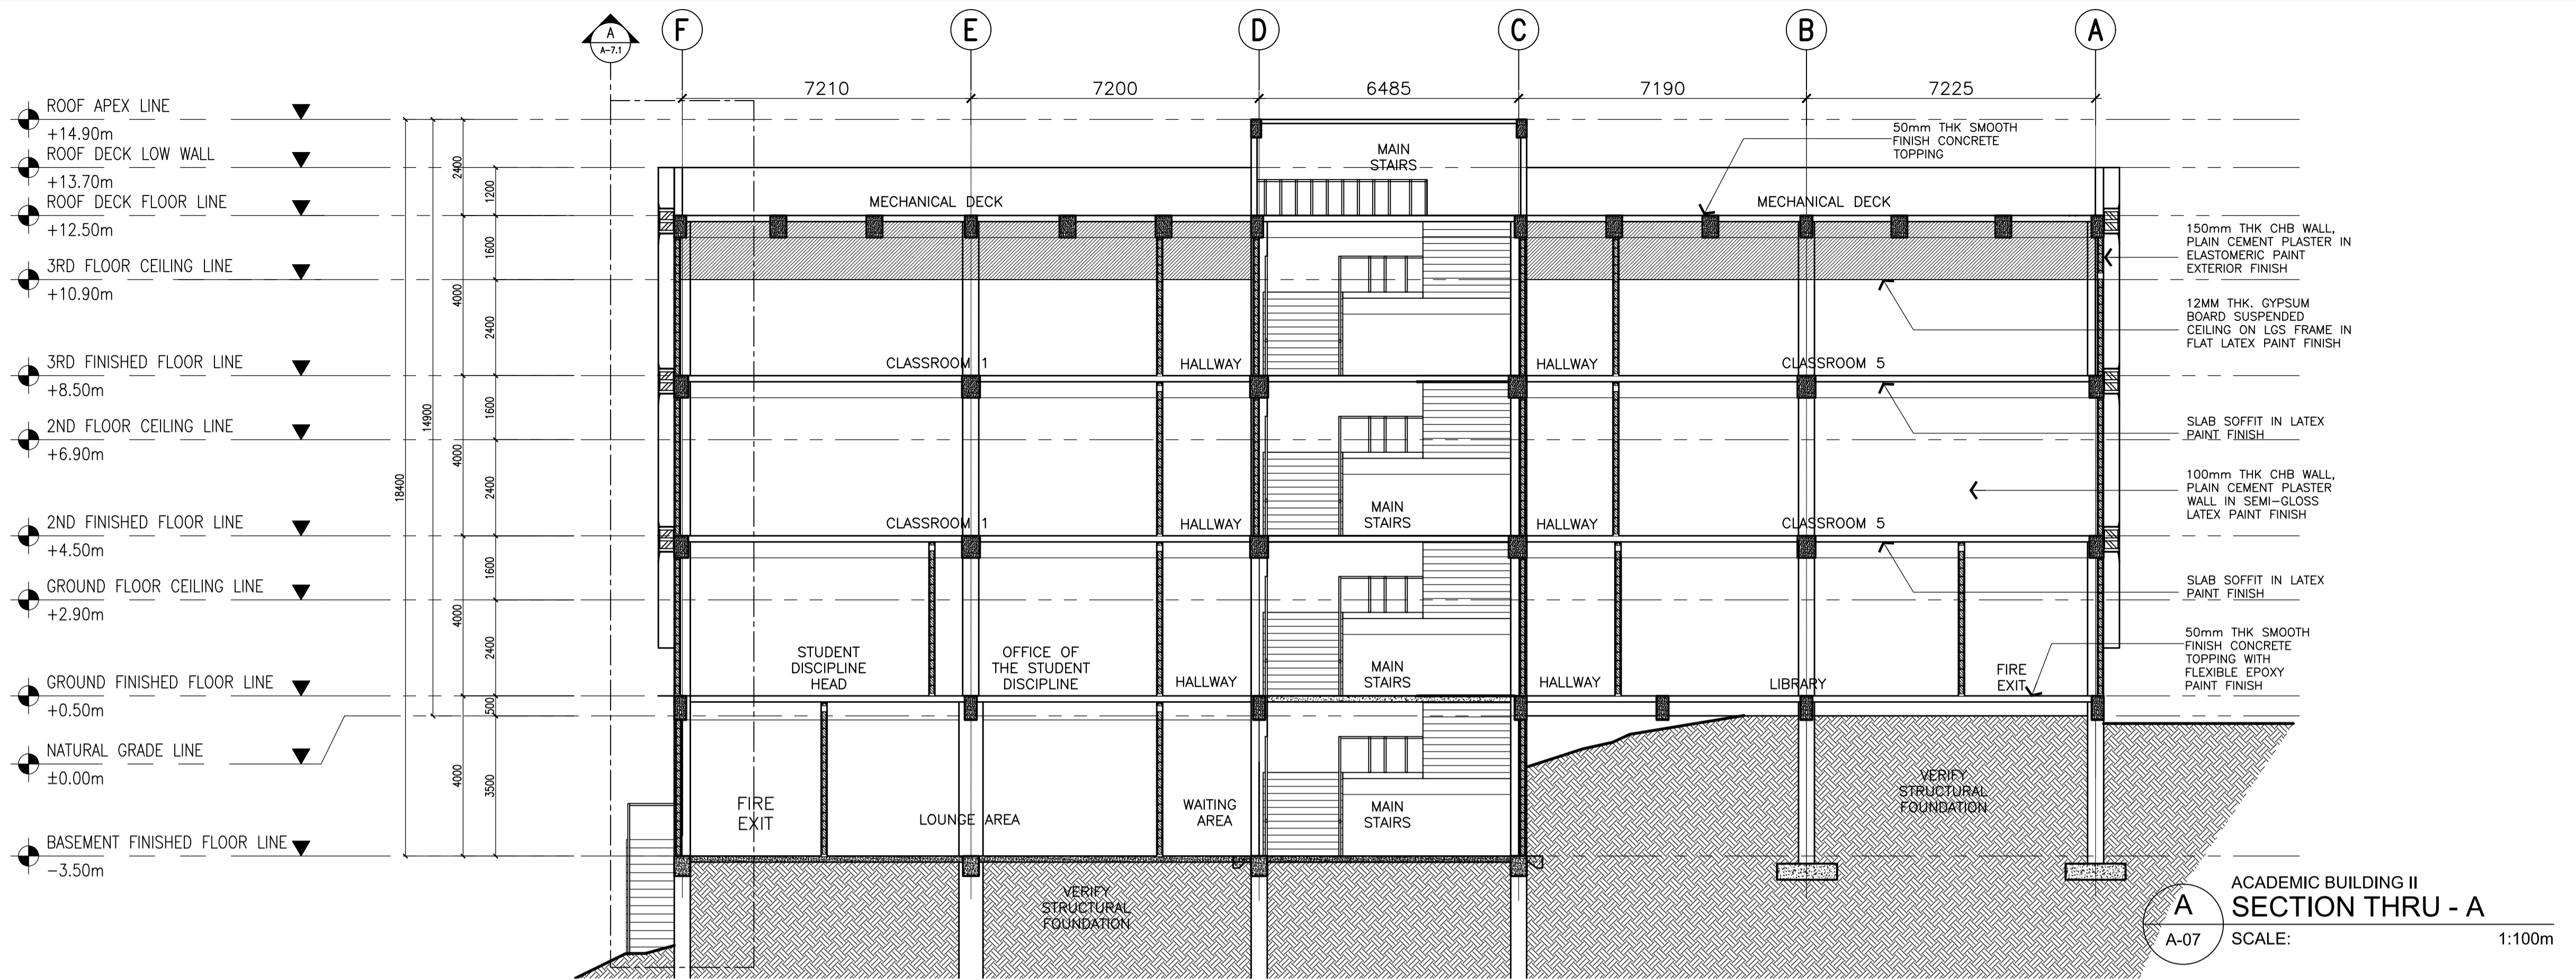 A
A-7.1
F
E
D
C
B
A
7210
7200
6485
7190
7225
ROOF APEX LINE
+14.90m
ROOF DECK LOW WALL
+13.70m
ROOF DECK FLOOR LINE
+12.50m
3RD FLOOR CEILING LINE
+10.90m
3RD FINISHED FLOOR LINE
+8.50m
2ND FLOOR CEILING LINE
+6.90m
2ND FINISHED FLOOR LINE
+4.50m
GROUND FLOOR CEILING LINE
+2.90m
GROUND FINISHED FLOOR LINE
+0.50m
NATURAL GRADE LINE
±0.00m
BASEMENT FINISHED FLOOR LINE
-3.50m
18400
14900
2400
4000
4000
4000
4000
1200
1600
2400
1600
2400
1600
2400
500
3500
MAIN
STAIRS
MECHANICAL DECK
MECHANICAL DECK
CLASSROOM 1
HALLWAY
HALLWAY
CLASSROOM 5
CLASSROOM 1
HALLWAY
MAIN
STAIRS
HALLWAY
CLASSROOM 5
STUDENT
DISCIPLINE
HEAD
OFFICE OF
THE STUDENT
DISCIPLINE
HALLWAY
MAIN
STAIRS
HALLWAY
LIBRARY
FIRE
EXIT
FIRE
EXIT
LOUNGE AREA
WAITING
AREA
MAIN
STAIRS
VERIFY
STRUCTURAL
FOUNDATION
VERIFY
STRUCTURAL
FOUNDATION
50mm THK SMOOTH
FINISH CONCRETE
TOPPING
150mm THK CHB WALL,
PLAIN CEMENT PLASTER IN
ELASTOMERIC PAINT
EXTERIOR FINISH
12MM THK. GYPSUM
BOARD SUSPENDED
CEILING ON LGS FRAME IN
FLAT LATEX PAINT FINISH
SLAB SOFFIT IN LATEX
PAINT FINISH
100mm THK CHB WALL,
PLAIN CEMENT PLASTER
WALL IN SEMI-GLOSS
LATEX PAINT FINISH
SLAB SOFFIT IN LATEX
PAINT FINISH
50mm THK SMOOTH
FINISH CONCRETE
TOPPING WITH
FLEXIBLE EPOXY
PAINT FINISH
A
A-07
ACADEMIC BUILDING II
SECTION THRU - A
SCALE: 1:100m